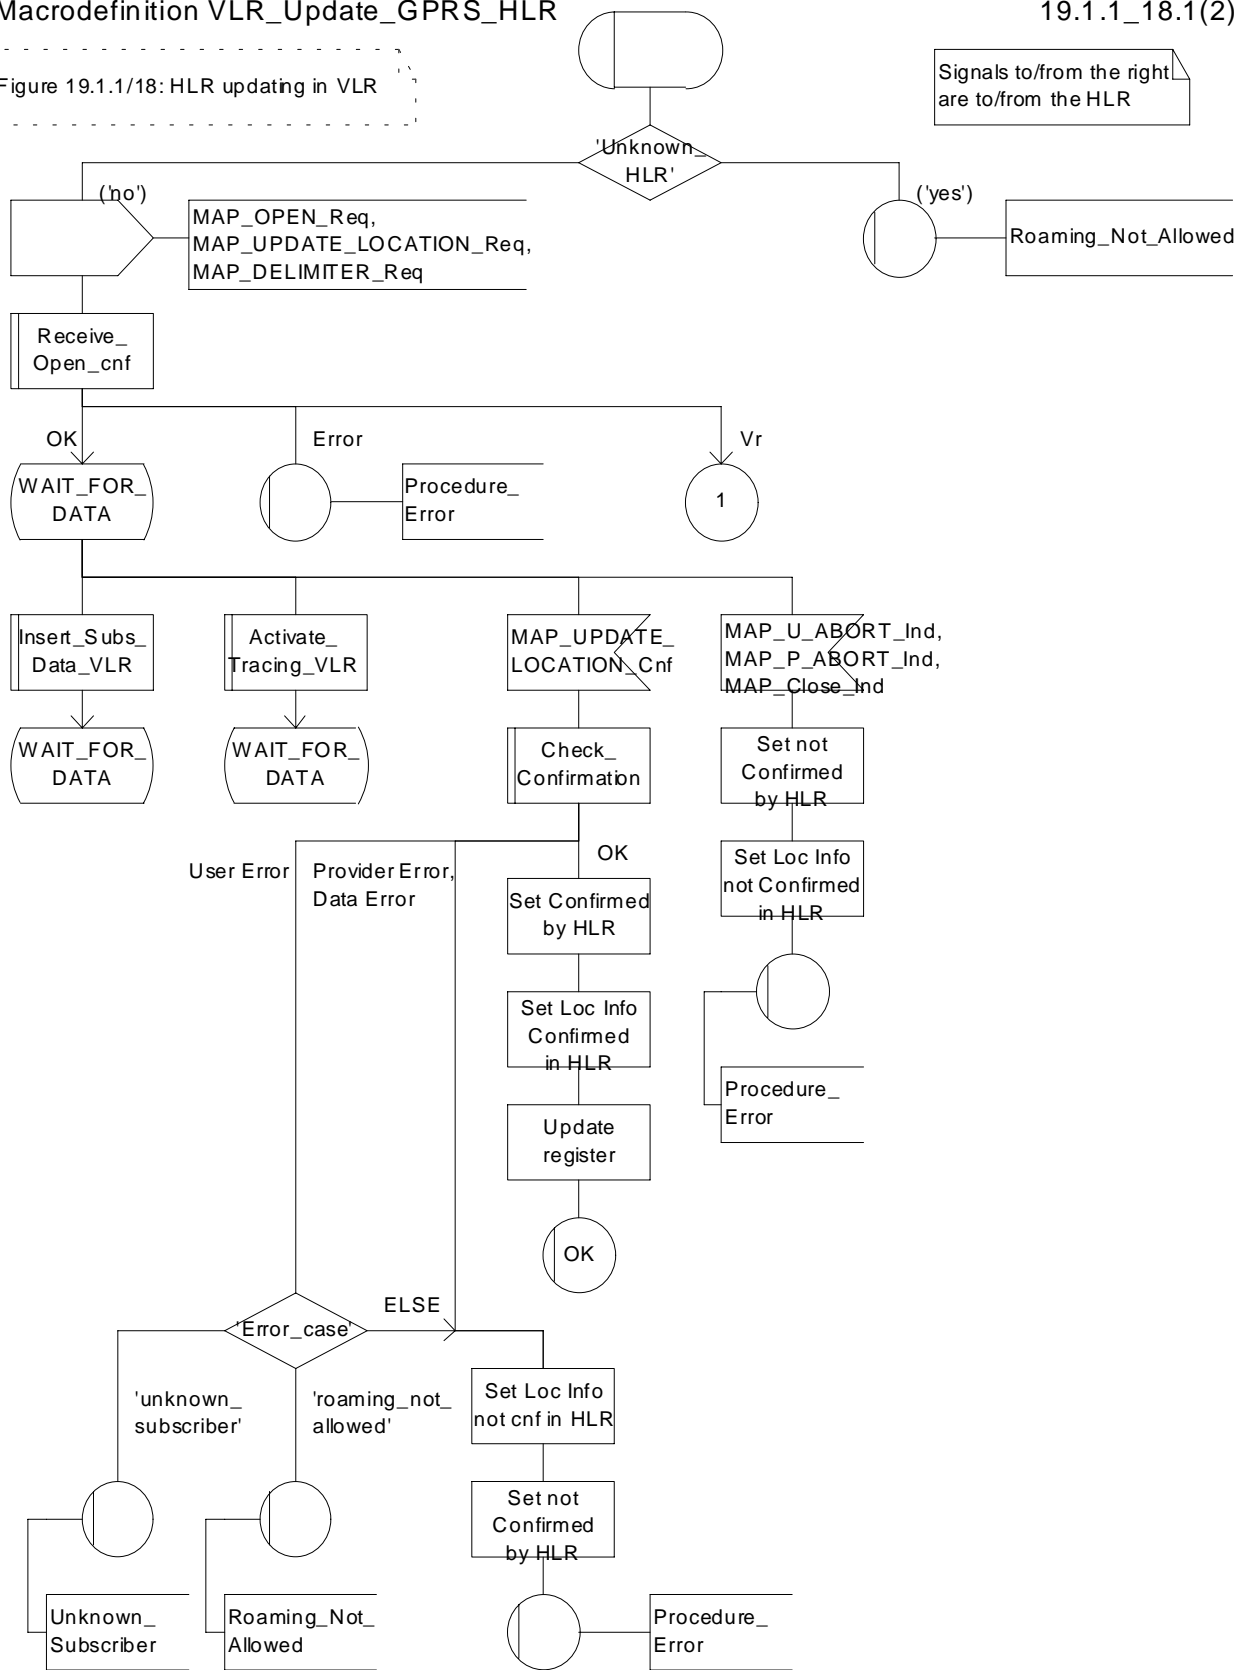 Macrodefinition VLR_Update_GPRS_HLR
19.1.1_18.1(2)
Figure 19.1.1/18: HLR updating in VLR
Signals to/from the right
are to/from the HLR
'Unknown_
HLR'
('no')
('yes')
MAP_OPEN_Req,
MAP_UPDATE_LOCATION_Req,
MAP_DELIMITER_Req
Roaming_Not_Allowed
Receive_
Open_cnf
OK
Error
Vr
WAIT_FOR_
DATA
Procedure_
Error
1
Insert_Subs_
Data_VLR
Activate_
Tracing_VLR
MAP_UPDATE_
LOCATION_Cnf
MAP_U_ABORT_Ind,
MAP_P_ABORT_Ind,
MAP_Close_Ind
WAIT_FOR_
DATA
WAIT_FOR_
DATA
Check_
Confirmation
Set not
Confirmed
by HLR
User Error
Provider Error,
Data Error
OK
Set Loc Info
not Confirmed
in HLR
Set Confirmed
by HLR
Set Loc Info
Confirmed
in HLR
Procedure_
Error
Update
register
OK
'Error_case'
ELSE
'unknown_
subscriber'
'roaming_not_
allowed'
Set Loc Info
not cnf in HLR
Set not
Confirmed
by HLR
Unknown_
Subscriber
Roaming_Not_
Allowed
Procedure_
Error